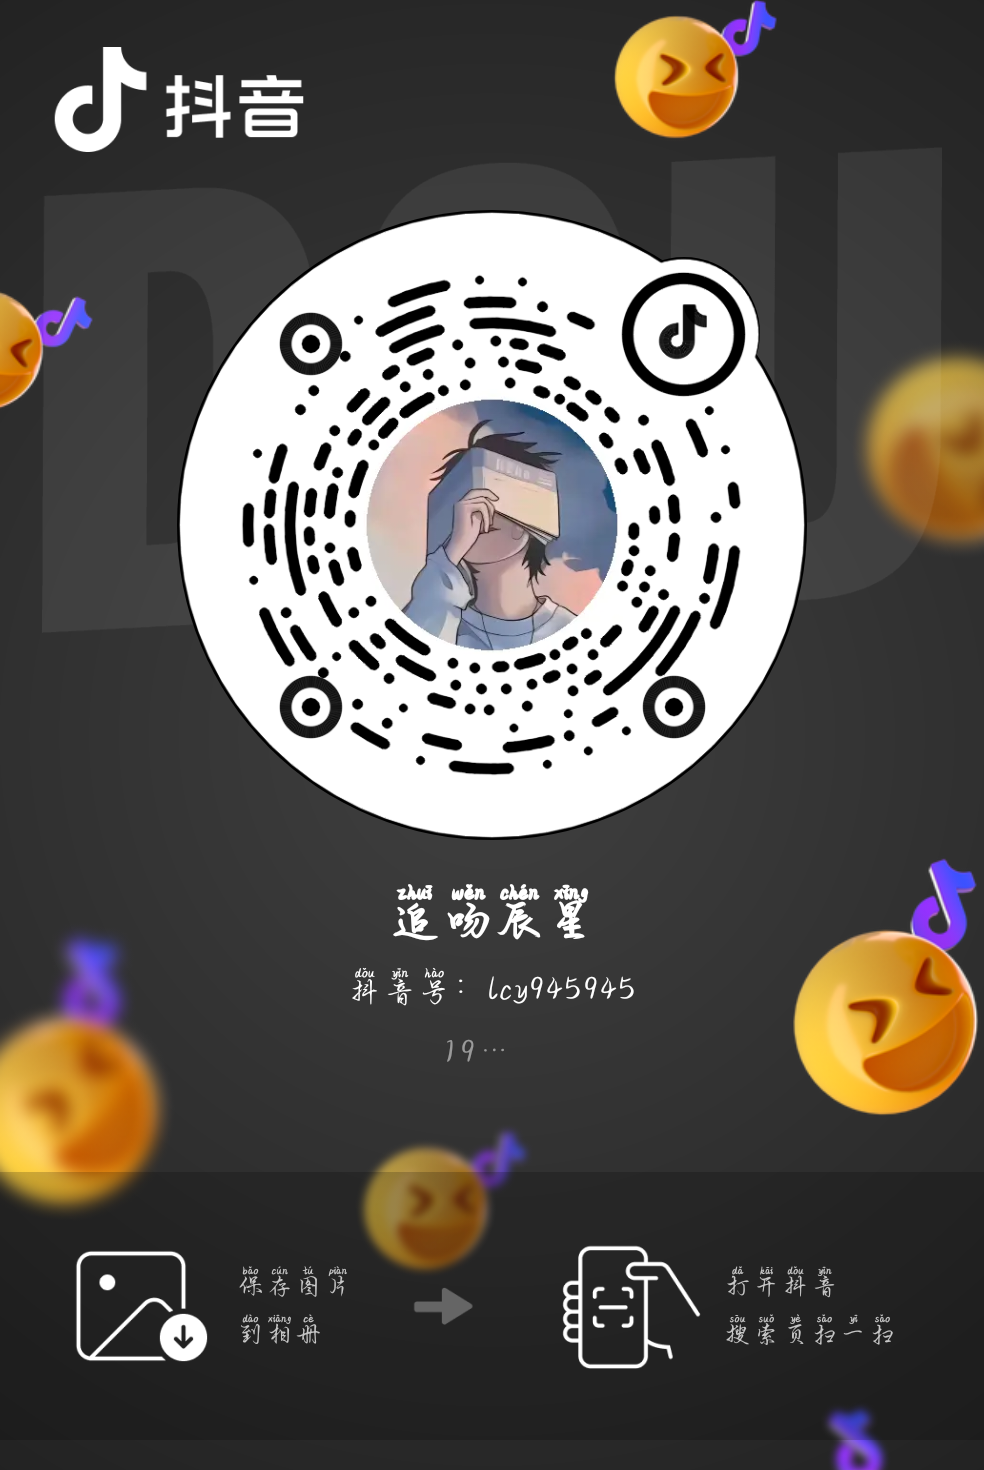 抖音
DOU
zhuī wěn chén xīng
追吻辰星
dǒu yīn hào
抖音号：lcy945945
19…
bǎo cún tú piàn
保存图片
dào xiāng cè
到相册
dǎ kāi dǒu yīn
打开抖音
sōu suǒ yè sǎo yī sǎo
搜索页扫一扫